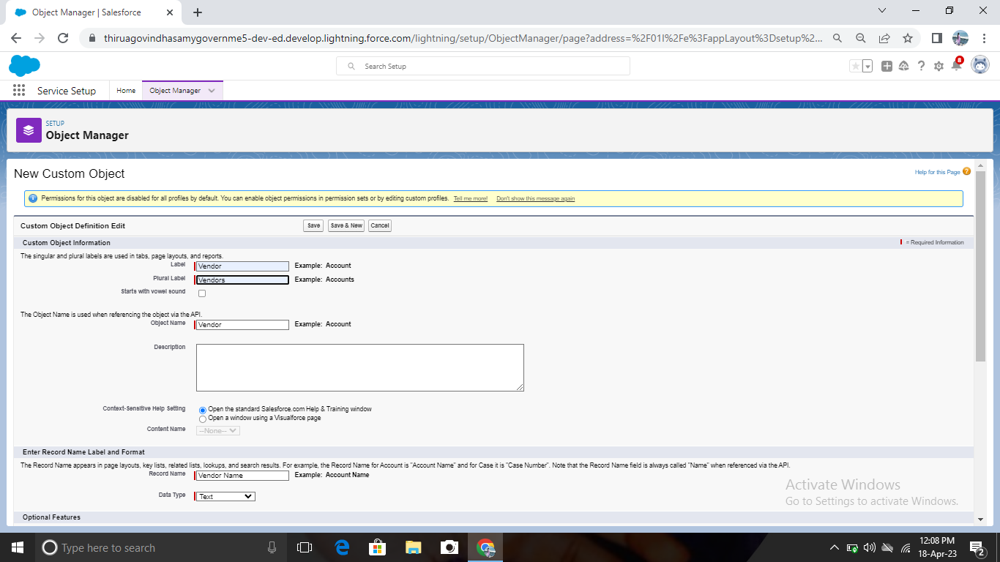 Object Manager | Salesforce
thiruagovindhasamygovernme5-dev-ed.develop.lightning.force.com/lightning/setup/ObjectManager/page?address=%2F01I%2Fe%3FappLayout%3Dsetup%2...
Search Setup
8
Service Setup Home Object Manager
SETUP
Object Manager
New Custom Object
Help for this Page ?
Permissions for this object are disabled for all profiles by default. You can enable object permissions in permission sets or by editing custom profiles. Tell me more! Don't show this message again
Custom Object Definition Edit Save Save & New Cancel
Custom Object Information = Required Information
The singular and plural labels are used in tabs, page layouts, and reports.
Label Vendor Example: Account
Plural Label Vendors Example: Accounts
Starts with vowel sound
The Object Name is used when referencing the object via the API.
Object Name Vendor Example: Account
Description
Context-Sensitive Help Setting Open the standard Salesforce.com Help & Training window
Open a window using a Visualforce page
Content Name --None--
Enter Record Name Label and Format
The Record Name appears in page layouts, key lists, related lists, lookups, and search results. For example, the Record Name for Account is "Account Name" and for Case it is "Case Number". Note that the Record Name field is always called "Name" when referenced via the API.
Record Name Vendor Name Example: Account Name
Data Type Text
Optional Features
Activate Windows
Go to Settings to activate Windows.
Type here to search
12:08 PM
18-Apr-23
2